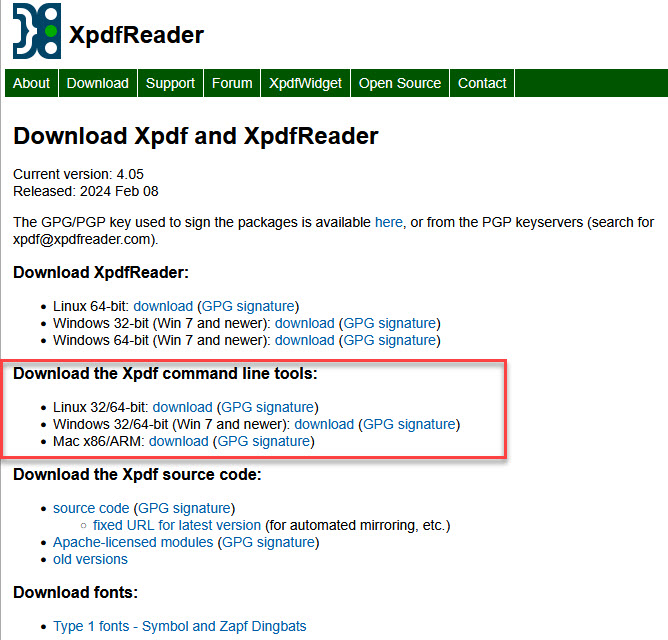 XpdfReader
About Download Support Forum XpdfWidget Open Source Contact
Download Xpdf and XpdfReader
Current version: 4.05
Released: 2024 Feb 08
The GPG/PGP key used to sign the packages is available here, or from the PGP keyservers (search for
xpdf@xpdfreader.com).
Download XpdfReader:
• Linux 64-bit: download (GPG signature)
• Windows 32-bit (Win 7 and newer): download (GPG signature)
• Windows 64-bit (Win 7 and newer): download (GPG signature)
Download the Xpdf command line tools:
• Linux 32/64-bit: download (GPG signature)
• Windows 32/64-bit (Win 7 and newer): download (GPG signature)
• Mac x86/ARM: download (GPG signature)
Download the Xpdf source code:
• source code (GPG signature)
◦ fixed URL for latest version (for automated mirroring, etc.)
• Apache-licensed modules (GPG signature)
• old versions
Download fonts:
• Type 1 fonts - Symbol and Zapf Dingbats